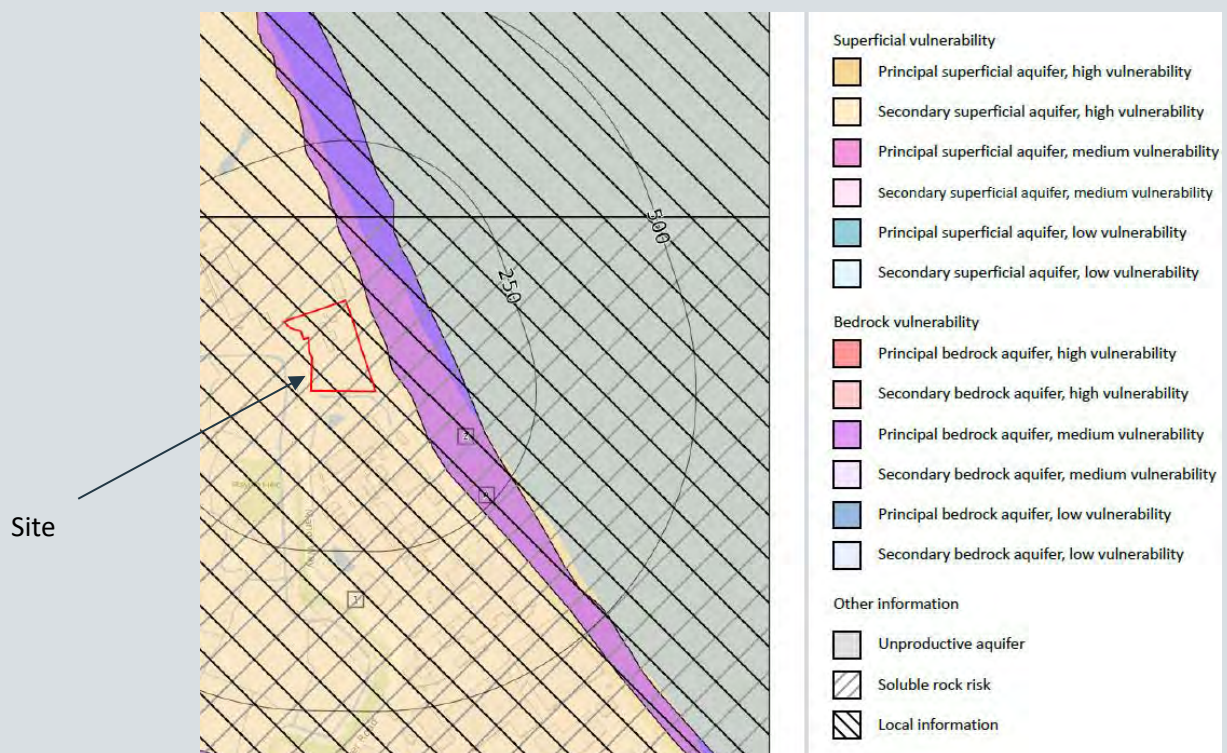 Site
500
250
2
1
Superficial vulnerability
Principal superficial aquifer, high vulnerability
Secondary superficial aquifer, high vulnerability
Principal superficial aquifer, medium vulnerability
Secondary superficial aquifer, medium vulnerability
Principal superficial aquifer, low vulnerability
Secondary superficial aquifer, low vulnerability
Bedrock vulnerability
Principal bedrock aquifer, high vulnerability
Secondary bedrock aquifer, high vulnerability
Principal bedrock aquifer, medium vulnerability
Secondary bedrock aquifer, medium vulnerability
Principal bedrock aquifer, low vulnerability
Secondary bedrock aquifer, low vulnerability
Other information
Unproductive aquifer
Soluble rock risk
Local information